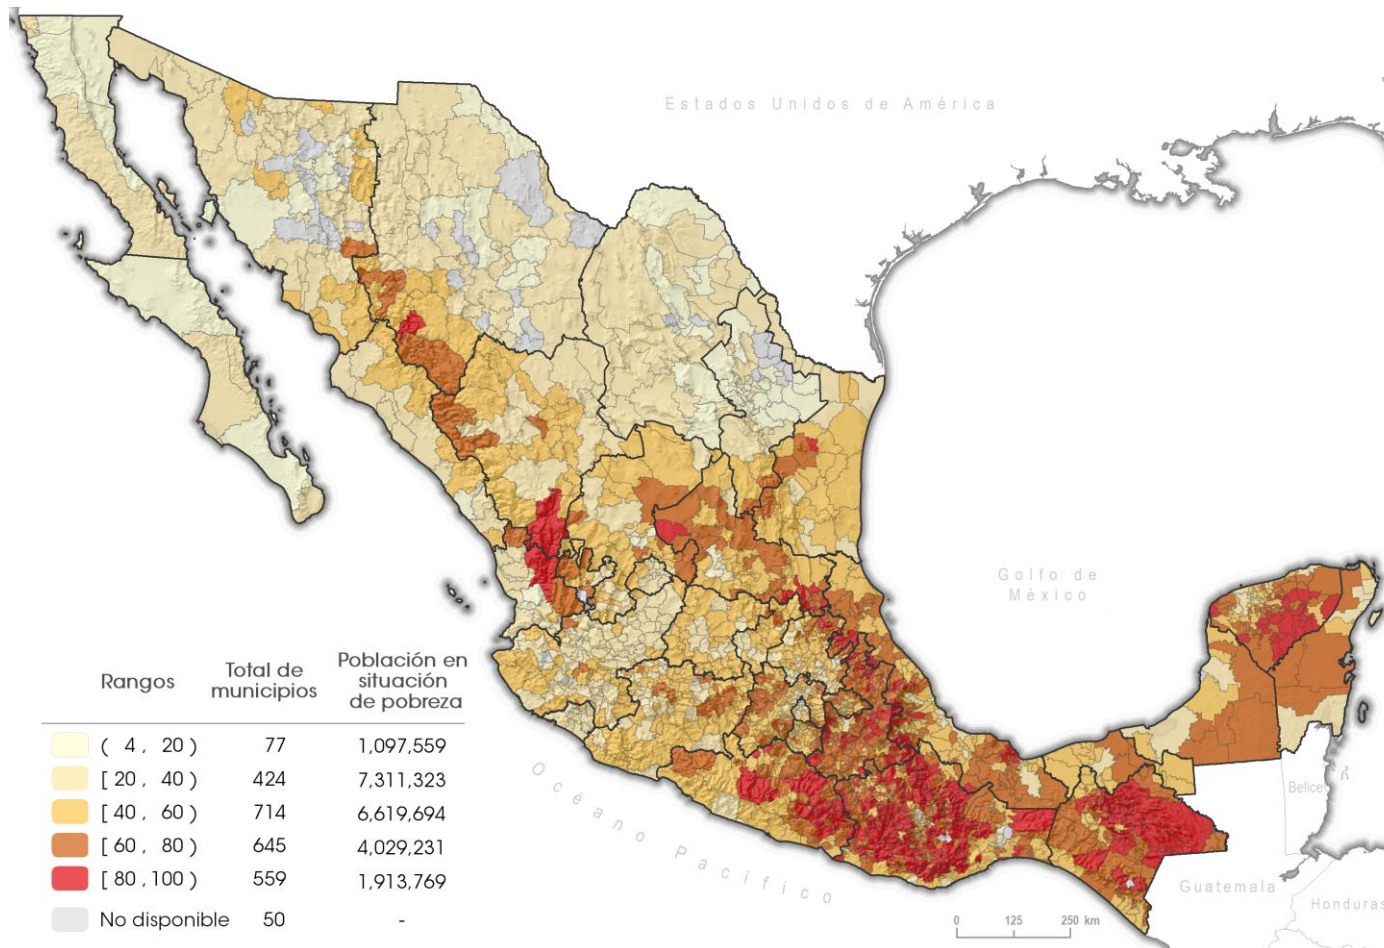 Estados Unidos de América
Golfo de
México
Rangos
Total de
municipios
Población en
situación
de pobreza
( 4 , 20 ) 77 1,097,559
[ 20 , 40 ) 424 7,311,323
[ 40 , 60 ) 714 6,619,694
[ 60 , 80 ) 645 4,029,231
[ 80 , 100 ) 559 1,913,769
No disponible 50 -
Océano Pacífico
Belice
Guatemala
Honduras
0 125 250 km